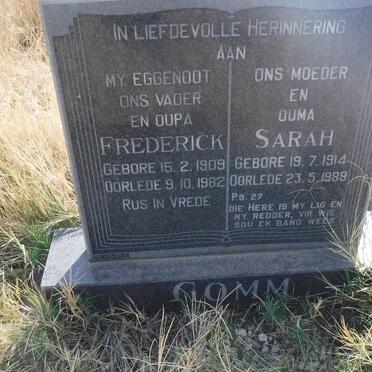 IN LIEFDEVOLLE HERINNERING
AAN
MY EGGENOOT
ONS VADER
EN OUPA
FREDERICK
GEBORE 15.2.1909
OORLEDE 9.10.1982
RUS IN VREDE
ONS MOEDER
EN
OUMA
SARAH
GEBORE 19.7.1914
OORLEDE 23.5.1989
PS. 27
DIE HERE IS MY LIG EN
MY REDDER, VIR WIE
SOU EK BANG WEES
GOMM